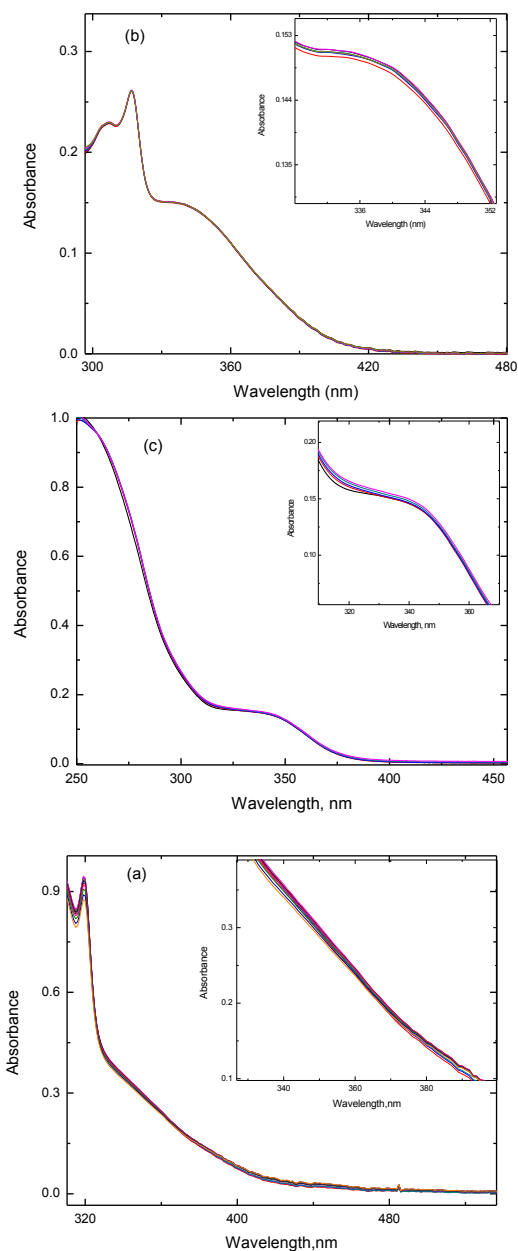 (b)
0.3
0.2
0.1
0.0
Absorbance
300
360
420
480
Wavelength (nm)
0.153
0.144
0.135
Absorbance
336
344
352
Wavelength (nm)
(c)
1.0
0.8
0.6
0.4
0.2
0.0
Absorbance
250
300
350
400
450
Wavelength, nm
0.20
0.15
0.10
Absorbance
320
340
360
Wavelength, nm
(a)
0.9
0.6
0.3
0.0
Absorbance
320
400
480
Wavelength,nm
0.3
0.2
0.1
Absorbance
340
360
380
Wavelength,nm